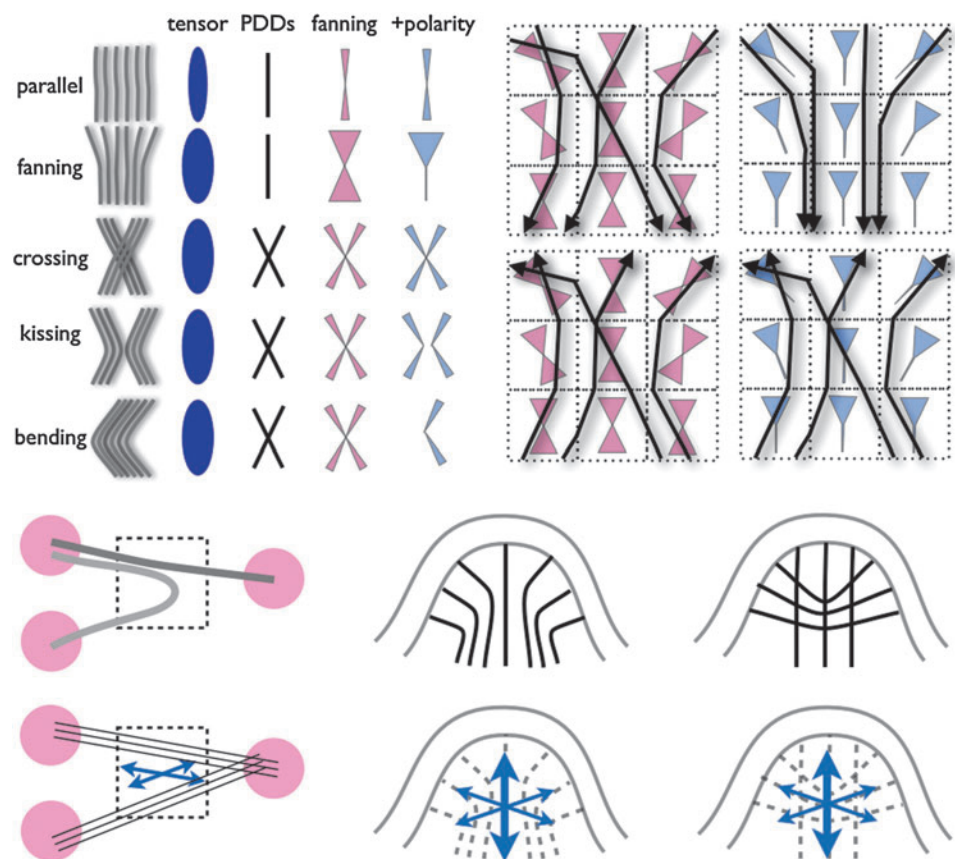 tensor PDDs fanning +polarity
parallel
fanning
crossing
kissing
bending